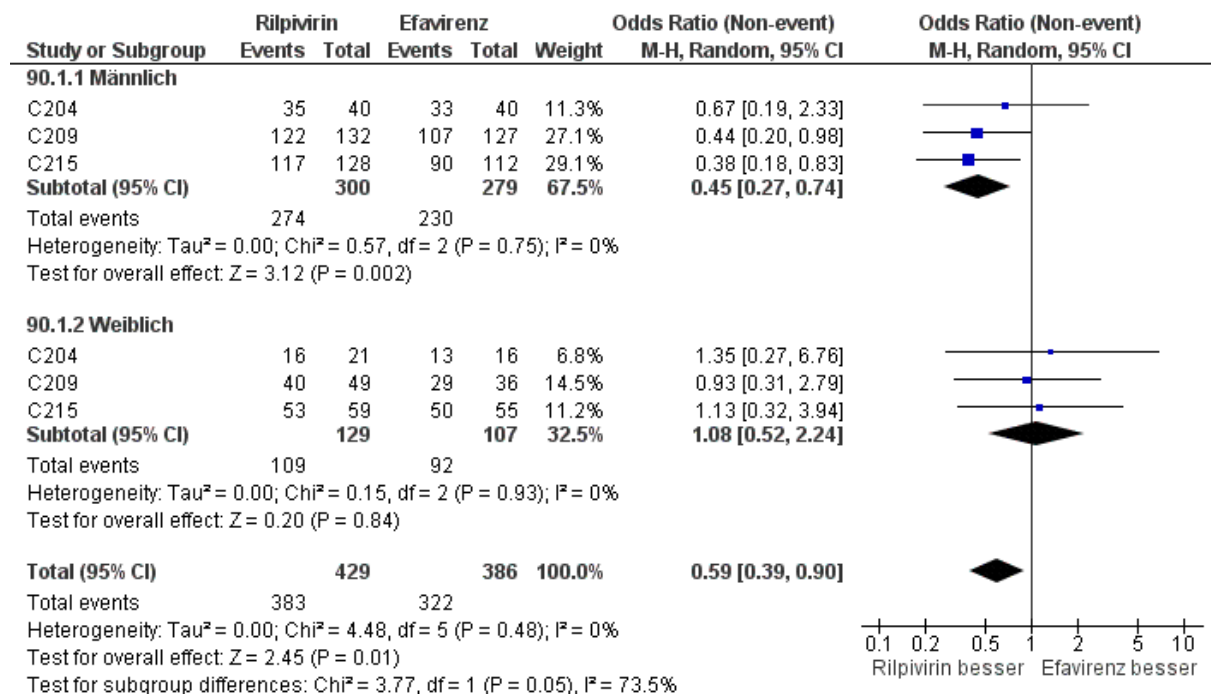 Rilpivirin Efavirenz Odds Ratio (Non-event) Odds Ratio (Non-event)
Study or Subgroup Events Total Events Total Weight M-H, Random, 95% CI M-H, Random, 95% CI
90.1.1 Männlich
C204 35 40 33 40 11.3% 0.67 [0.19, 2.33]
C209 122 132 107 127 27.1% 0.44 [0.20, 0.98]
C215 117 128 90 112 29.1% 0.38 [0.18, 0.83]
Subtotal (95% CI) 300 279 67.5% 0.45 [0.27, 0.74]
Total events 274 230
Heterogeneity: Tau² = 0.00; Chi² = 0.57, df = 2 (P = 0.75); I² = 0%
Test for overall effect: Z = 3.12 (P = 0.002)
90.1.2 Weiblich
C204 16 21 13 16 6.8% 1.35 [0.27, 6.76]
C209 40 49 29 36 14.5% 0.93 [0.31, 2.79]
C215 53 59 50 55 11.2% 1.13 [0.32, 3.94]
Subtotal (95% CI) 129 107 32.5% 1.08 [0.52, 2.24]
Total events 109 92
Heterogeneity: Tau² = 0.00; Chi² = 0.15, df = 2 (P = 0.93); I² = 0%
Test for overall effect: Z = 0.20 (P = 0.84)
Total (95% CI) 429 386 100.0% 0.59 [0.39, 0.90]
Total events 383 322
Heterogeneity: Tau² = 0.00; Chi² = 4.48, df = 5 (P = 0.48); I² = 0%
Test for overall effect: Z = 2.45 (P = 0.01)
Test for subgroup differences: Chi² = 3.77, df = 1 (P = 0.05), I² = 73.5%
0.1 0.2 0.5 1 2 5 10
Rilpivirin besser Efavirenz besser